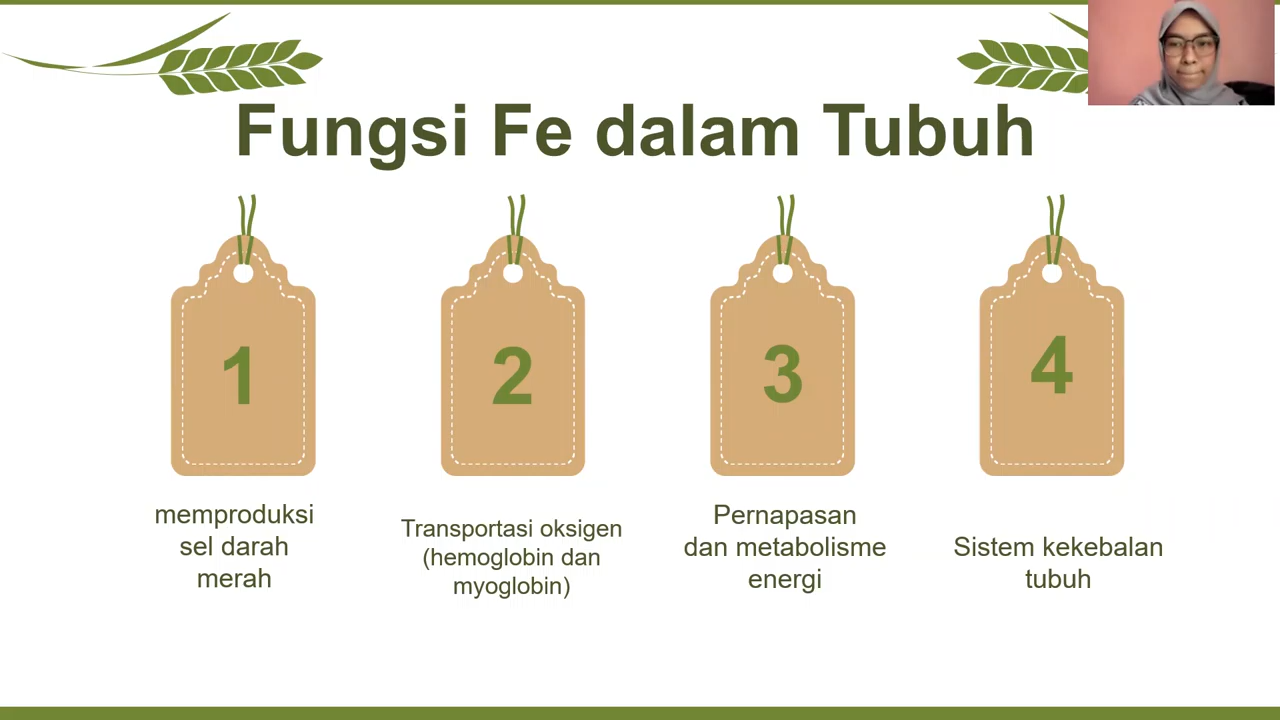 Fungsi Fe dalam Tubuh
1
2
3
4
memproduksi
sel darah
merah
Transportasi oksigen
(hemoglobin dan
myoglobin)
Pernapasan
dan metabolisme
energi
Sistem kekebalan
tubuh